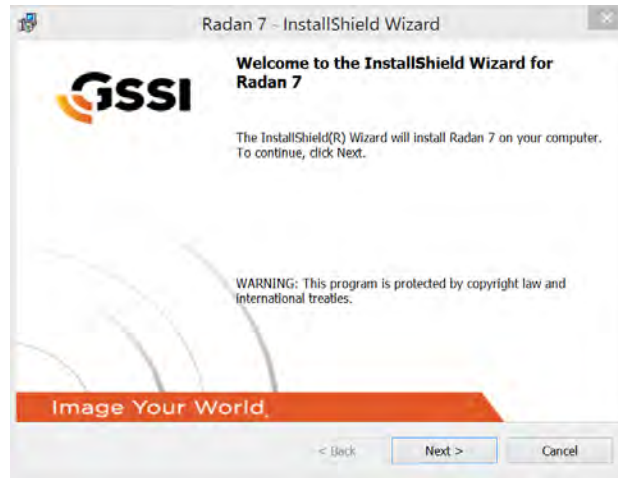 Radan 7 - InstallShield Wizard
GSSI
Welcome to the InstallShield Wizard for
Radan 7
The InstallShield(R) Wizard will install Radan 7 on your computer.
To continue, click Next.
WARNING: This program is protected by copyright law and
international treaties.
Image Your World
< Back Next > Cancel